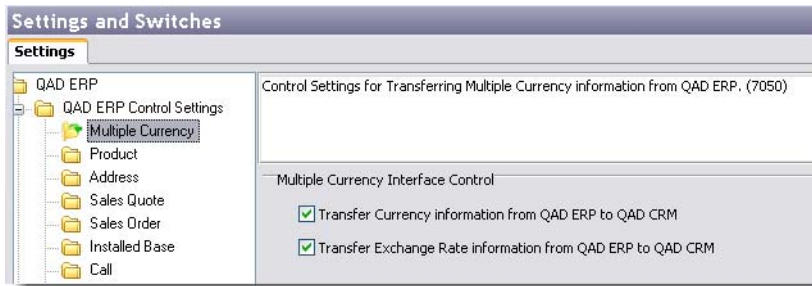 Settings and Switches
Settings
QAD ERP
QAD ERP Control Settings
Multiple Currency
Product
Address
Sales Quote
Sales Order
Installed Base
Call
Control Settings for Transferring Multiple Currency information from QAD ERP. (7050)
Multiple Currency Interface Control
Transfer Currency information from QAD ERP to QAD CRM
Transfer Exchange Rate information from QAD ERP to QAD CRM